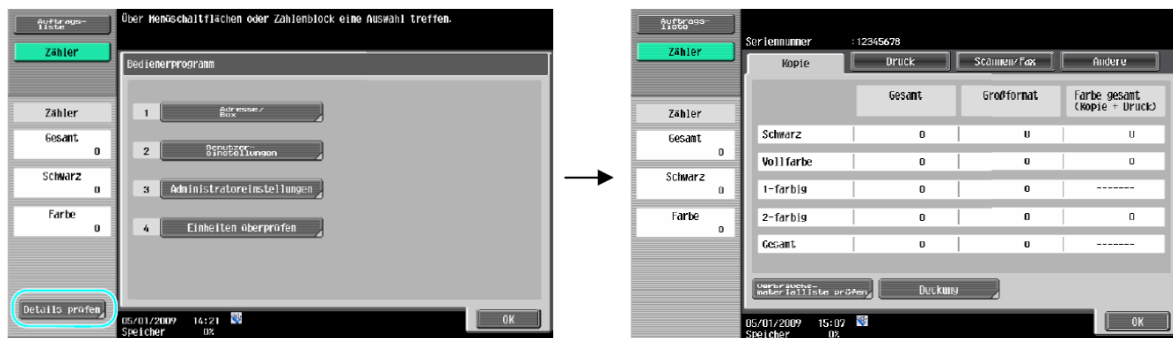 Auftrags-
liste
Über Menüschaltflächen oder Zahlenblock eine Auswahl treffen.
Zähler
Bedienerprogramm
Zähler
Gesamt
0
Schwarz
0
Farbe
0
1 Adresse/
Box
2 Benutzer-
einstellungen
3 Administratoreinstellungen
4 Einheiten überprüfen
Details prüfen
05/01/2009 14:21
Speicher 0%
OK
Auftrags-
liste
Zähler
Seriennummer :12345678
Kopie Druck Scannen/Fax Andere
Zähler
Gesamt
0
Schwarz
0
Farbe
0
Gesamt Großformat Farbe gesamt
(Kopie + Druck)
Schwarz 0 0 0
Vollfarbe 0 0 0
1-farbig 0 0 -------
2-farbig 0 0 0
Gesamt 0 0 -------
Verbrauchs-
materialliste prüfen
Deckung
05/01/2009 15:07
Speicher 0%
OK